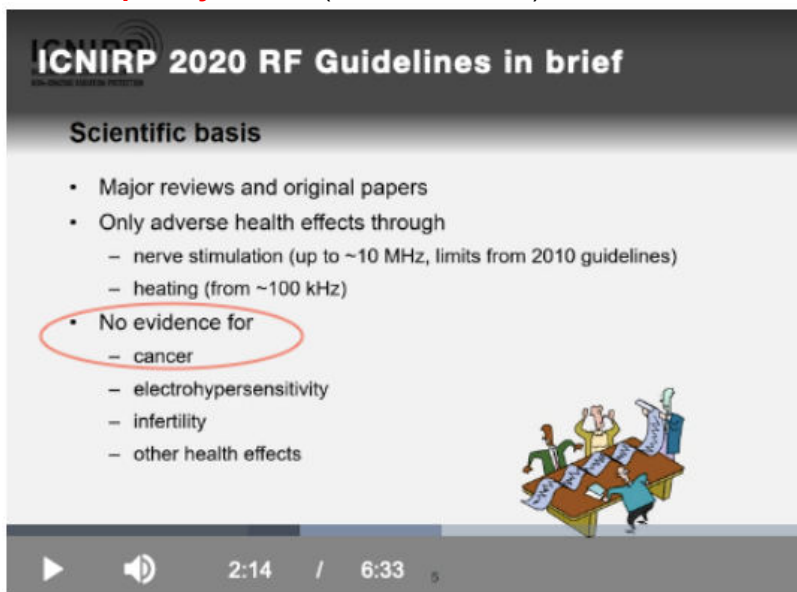 ICNIRP 2020 RF Guidelines in brief
Scientific basis
• Major reviews and original papers
• Only adverse health effects through
– nerve stimulation (up to ~10 MHz, limits from 2010 guidelines)
– heating (from ~100 kHz)
• No evidence for
– cancer
– electrohypersensitivity
– infertility
– other health effects
2:14 / 6:33
5